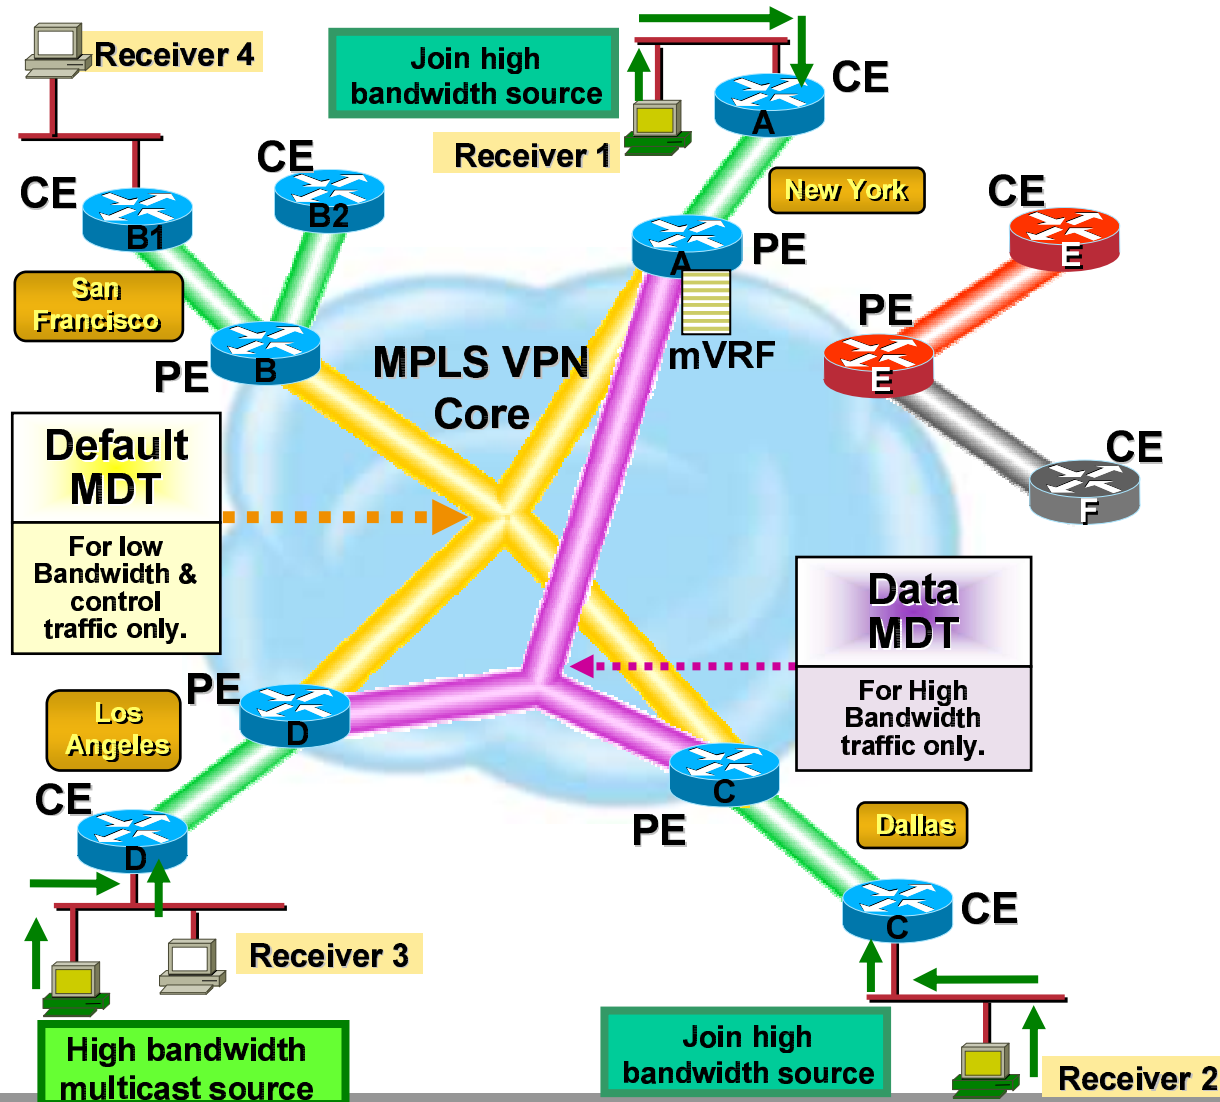 Receiver 4
Join high
bandwidth source
CE
A
Receiver 1
CE
CE
B1
B2
New York
CE
E
A
PE
mVRF
San
Francisco
PE
B
MPLS VPN
Core
PE
E
CE
F
Default
MDT
For low
Bandwidth &
control
traffic only.
Data
MDT
For High
Bandwidth
traffic only.
PE
D
Los
Angeles
CE
D
C
PE
Dallas
C
CE
Receiver 3
High bandwidth
multicast source
Join high
bandwidth source
Receiver 2